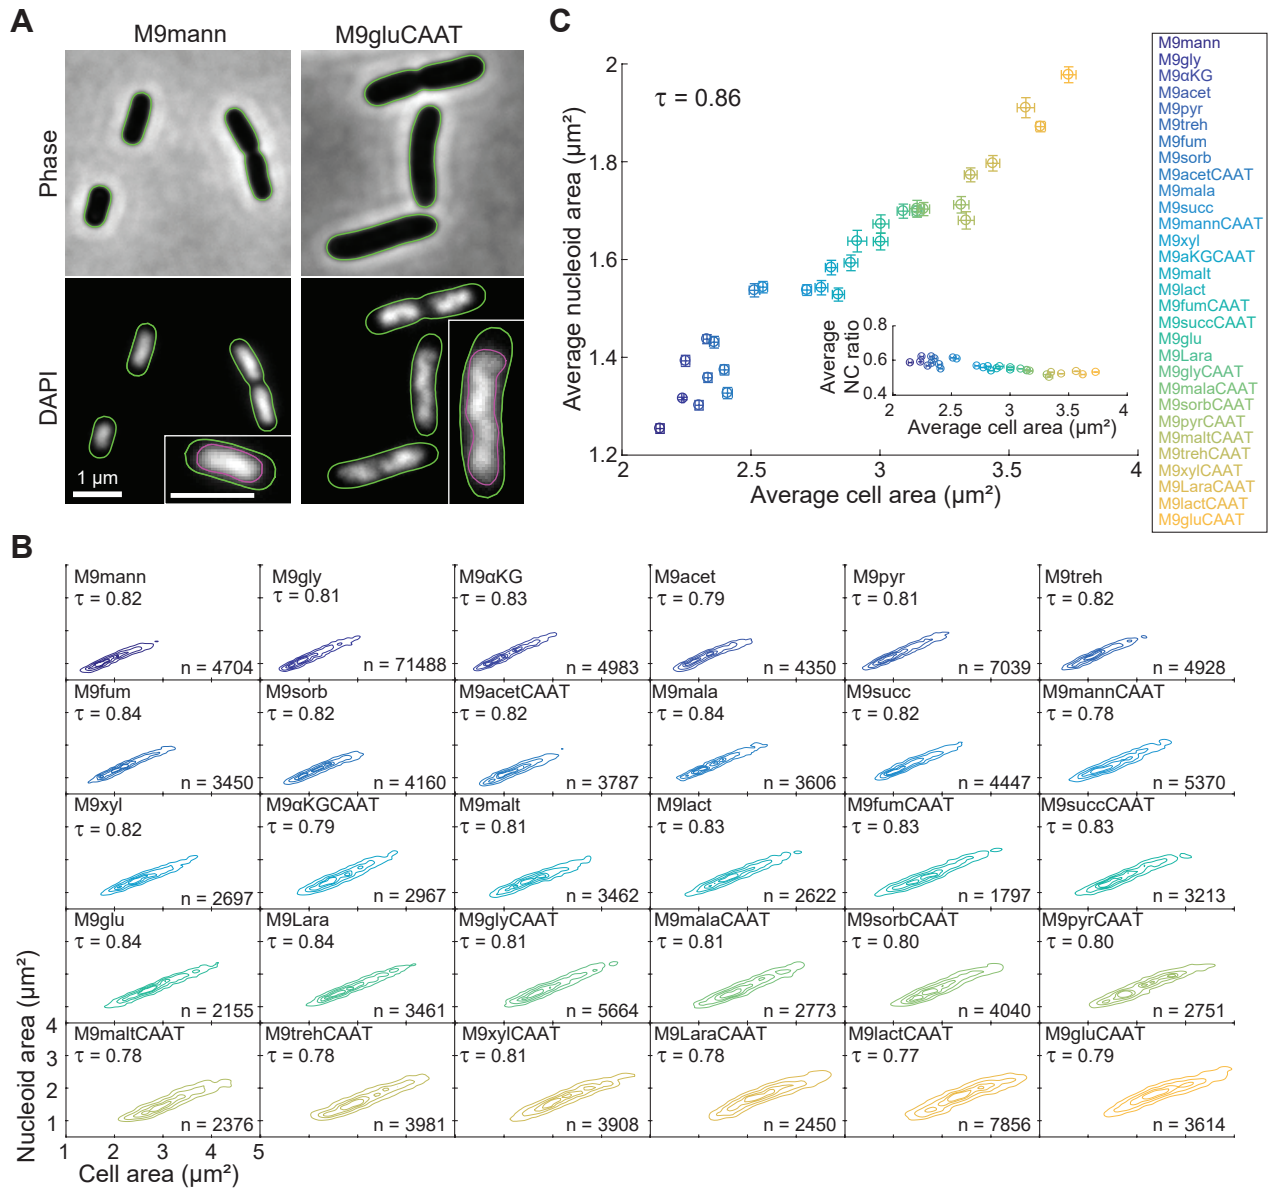 A
M9mann
M9gluCAAT
Phase
DAPI
1 μm
C
τ = 0.86
Average nucleoid area (μm²)
2
1.8
1.6
1.4
1.2
2
2.5
3
3.5
4
Average cell area (μm²)
Average
NC ratio
0.8
0.6
0.4
2
2.5
3
3.5
4
Average cell area (μm²)
M9mann
M9gly
M9αKG
M9acet
M9pyr
M9treh
M9fum
M9sorb
M9acetCAAT
M9mala
M9succ
M9mannCAAT
M9xyl
M9aKGCAAT
M9malt
M9lact
M9fumCAAT
M9succCAAT
M9glu
M9Lara
M9glyCAAT
M9malaCAAT
M9sorbCAAT
M9pyrCAAT
M9maltCAAT
M9trehCAAT
M9xylCAAT
M9LaraCAAT
M9lactCAAT
M9gluCAAT
B
M9mann
τ = 0.82
n = 4704
M9gly
τ = 0.81
n = 71488
M9αKG
τ = 0.83
n = 4983
M9acet
τ = 0.79
n = 4350
M9pyr
τ = 0.81
n = 7039
M9treh
τ = 0.82
n = 4928
M9fum
τ = 0.84
n = 3450
M9sorb
τ = 0.82
n = 4160
M9acetCAAT
τ = 0.82
n = 3787
M9mala
τ = 0.84
n = 3606
M9succ
τ = 0.82
n = 4447
M9mannCAAT
τ = 0.78
n = 5370
M9xyl
τ = 0.82
n = 2697
M9αKGCAAT
τ = 0.79
n = 2967
M9malt
τ = 0.81
n = 3462
M9lact
τ = 0.83
n = 2622
M9fumCAAT
τ = 0.83
n = 1797
M9succCAAT
τ = 0.83
n = 3213
M9glu
τ = 0.84
n = 2155
M9Lara
τ = 0.84
n = 3461
M9glyCAAT
τ = 0.81
n = 5664
M9malaCAAT
τ = 0.81
n = 2773
M9sorbCAAT
τ = 0.80
n = 4040
M9pyrCAAT
τ = 0.80
n = 2751
M9maltCAAT
τ = 0.78
n = 2376
M9trehCAAT
τ = 0.78
n = 3981
M9xylCAAT
τ = 0.81
n = 3908
M9LaraCAAT
τ = 0.78
n = 2450
M9lactCAAT
τ = 0.77
n = 7856
M9gluCAAT
τ = 0.79
n = 3614
Nucleoid area (μm²)
4
3
2
1
1
2
3
4
5
Cell area (μm²)